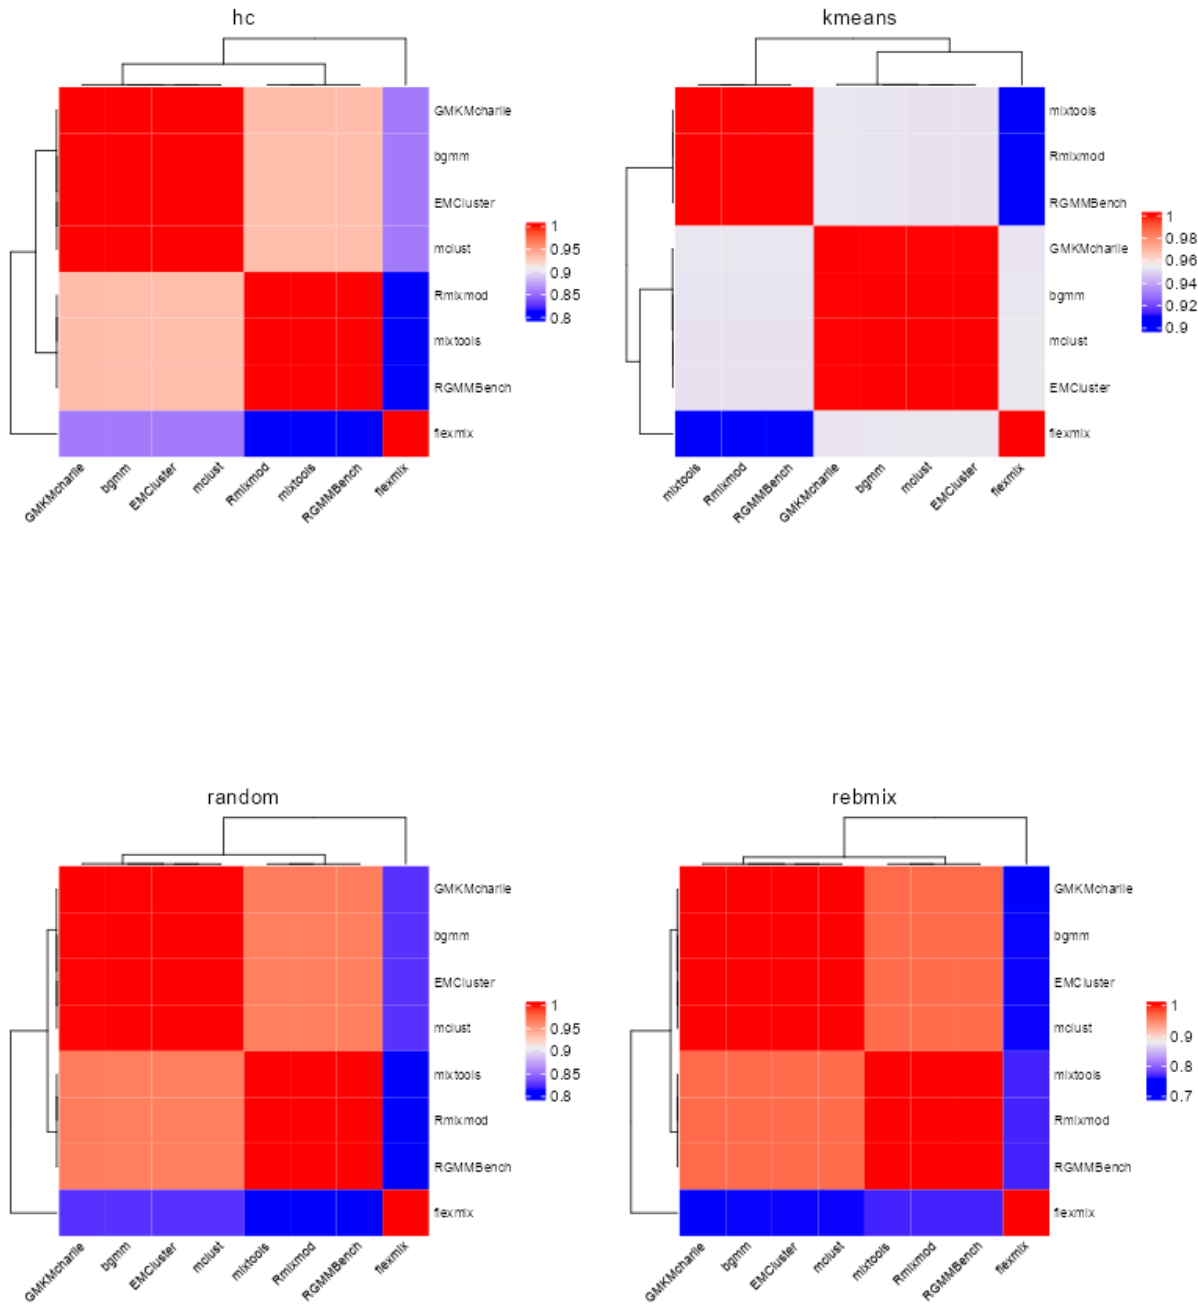 hc
GMKMcharlie
bgmm
EMCluster
mclust
Rmixmod
mixtools
RGMMBench
flexmix
1
0.95
0.9
0.85
0.8
GMKMcharlie
bgmm
EMCluster
mclust
Rmixmod
mixtools
RGMMBench
flexmix
kmeans
mixtools
Rmixmod
RGMMBench
GMKMcharlie
bgmm
mclust
EMCluster
flexmix
1
0.98
0.96
0.94
0.92
0.9
mixtools
Rmixmod
RGMMBench
GMKMcharlie
bgmm
mclust
EMCluster
flexmix
random
GMKMcharlie
bgmm
EMCluster
mclust
mixtools
Rmixmod
RGMMBench
flexmix
1
0.95
0.9
0.85
0.8
GMKMcharlie
bgmm
EMCluster
mclust
mixtools
Rmixmod
RGMMBench
flexmix
rebmix
GMKMcharlie
bgmm
EMCluster
mclust
mixtools
Rmixmod
RGMMBench
flexmix
1
0.9
0.8
0.7
GMKMcharlie
bgmm
EMCluster
mclust
mixtools
Rmixmod
RGMMBench
flexmix